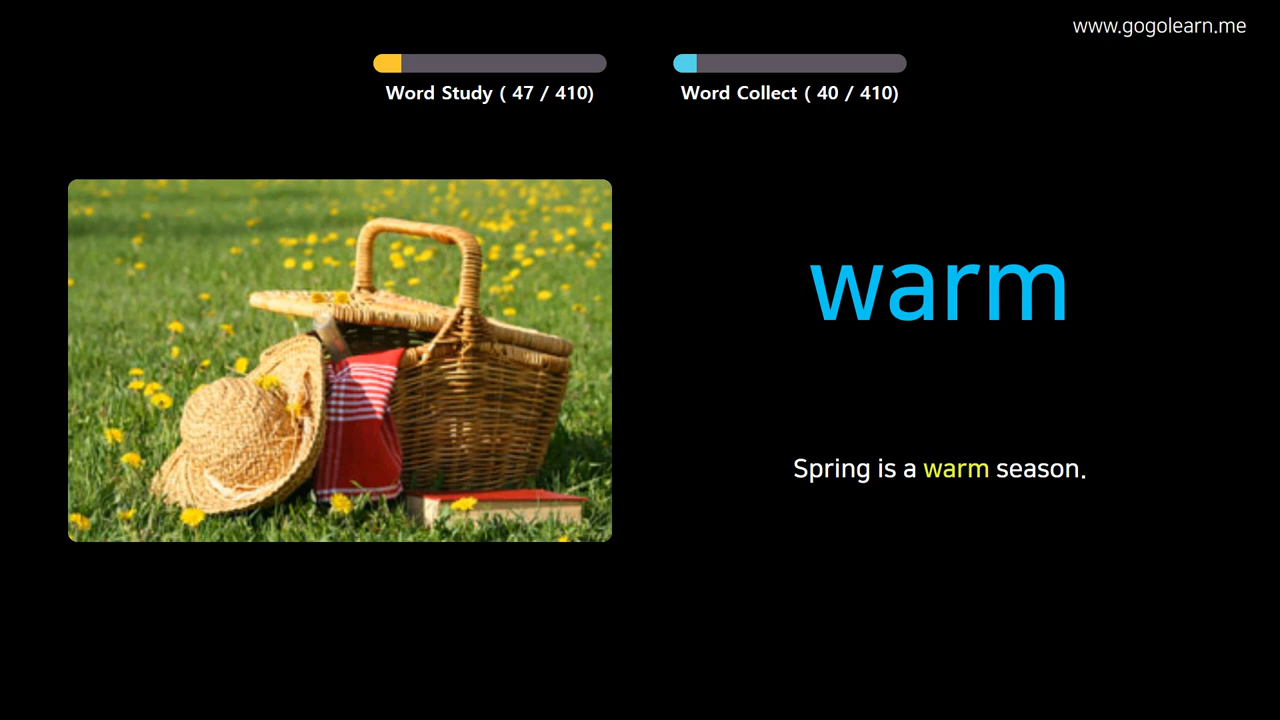 www.gogolearn.me
Word Study ( 47 / 410)
Word Collect ( 40 / 410)
warm
Spring is a warm season.